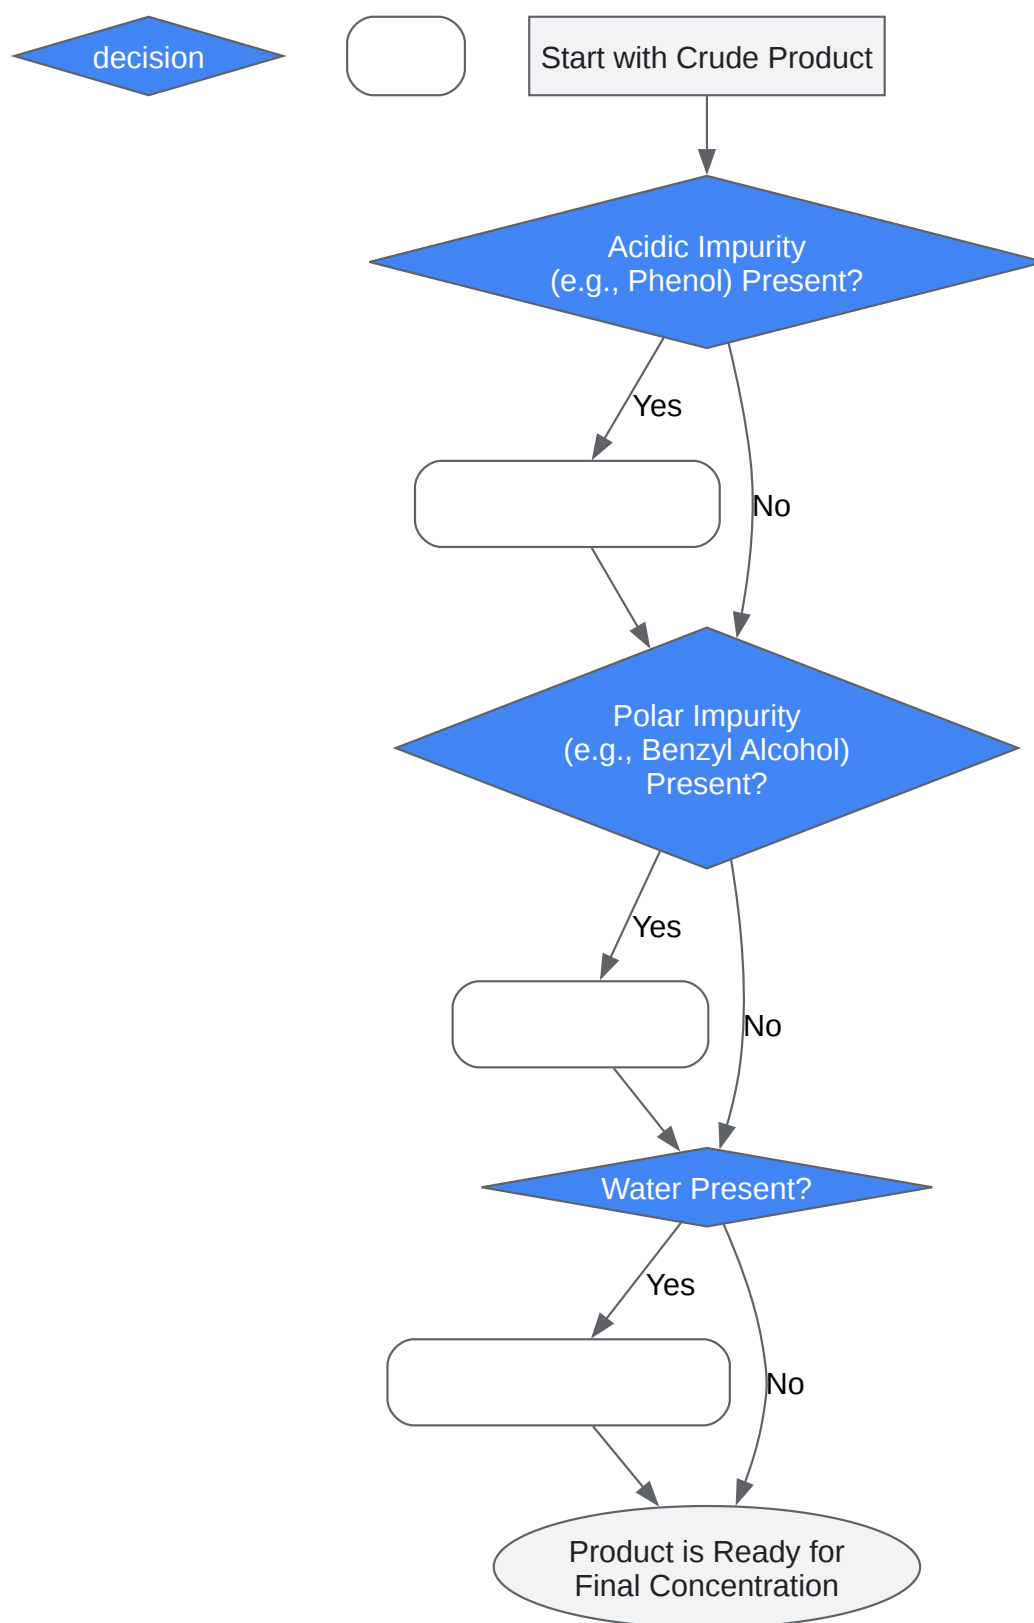 decision
Start with Crude Product
Acidic Impurity
(e.g., Phenol) Present?
Yes
No
Polar Impurity
(e.g., Benzyl Alcohol)
Present?
Yes
No
Water Present?
Yes
No
Product is Ready for
Final Concentration